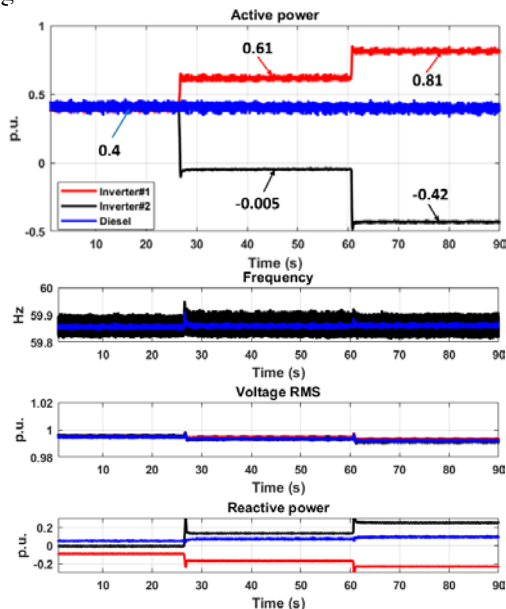 g
Active power
1
0.5
0
-0.5
p.u.
0.61
0.81
0.4
-0.005
-0.42
Inverter#1
Inverter#2
Diesel
10 20 30 40 50 60 70 80 90
Time (s)
Frequency
60
59.9
59.8
Hz
10 20 30 40 50 60 70 80 90
Time (s)
Voltage RMS
1.02
1
0.98
p.u.
10 20 30 40 50 60 70 80 90
Time (s)
Reactive power
0.2
0
-0.2
p.u.
10 20 30 40 50 60 70 80 90
Time (s)